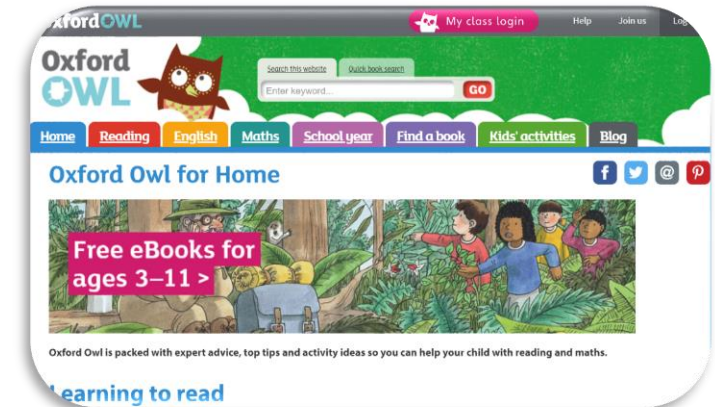 xfordOWL
My class login
Help
Join us
Log
Oxford
OWL
Search this website
Quick book search
Enter keyword...
GO
Home
Reading
English
Maths
School year
Find a book
Kids' activities
Blog
Oxford Owl for Home
Free eBooks for
ages 3–11 >
Oxford Owl is packed with expert advice, top tips and activity ideas so you can help your child with reading and maths.
Learning to read